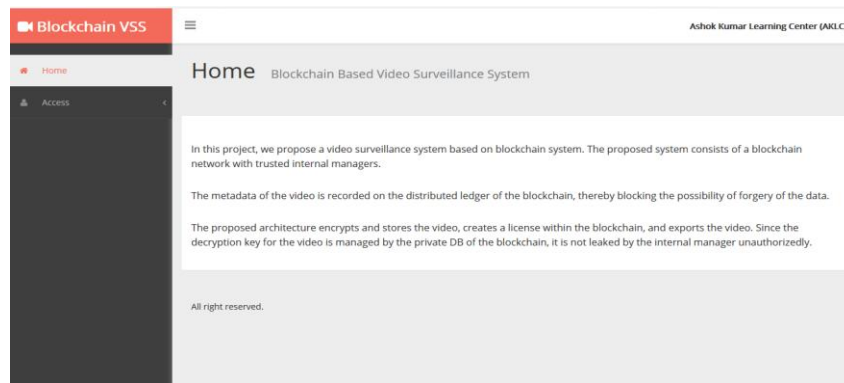 Blockchain VSS
Ashok Kumar Learning Center (AKLC
Home
Access
Home Blockchain Based Video Surveillance System
In this project, we propose a video surveillance system based on blockchain system. The proposed system consists of a blockchain
network with trusted internal managers.
The metadata of the video is recorded on the distributed ledger of the blockchain, thereby blocking the possibility of forgery of the data.
The proposed architecture encrypts and stores the video, creates a license within the blockchain, and exports the video. Since the
decryption key for the video is managed by the private DB of the blockchain, it is not leaked by the internal manager unauthorizedly.
All right reserved.